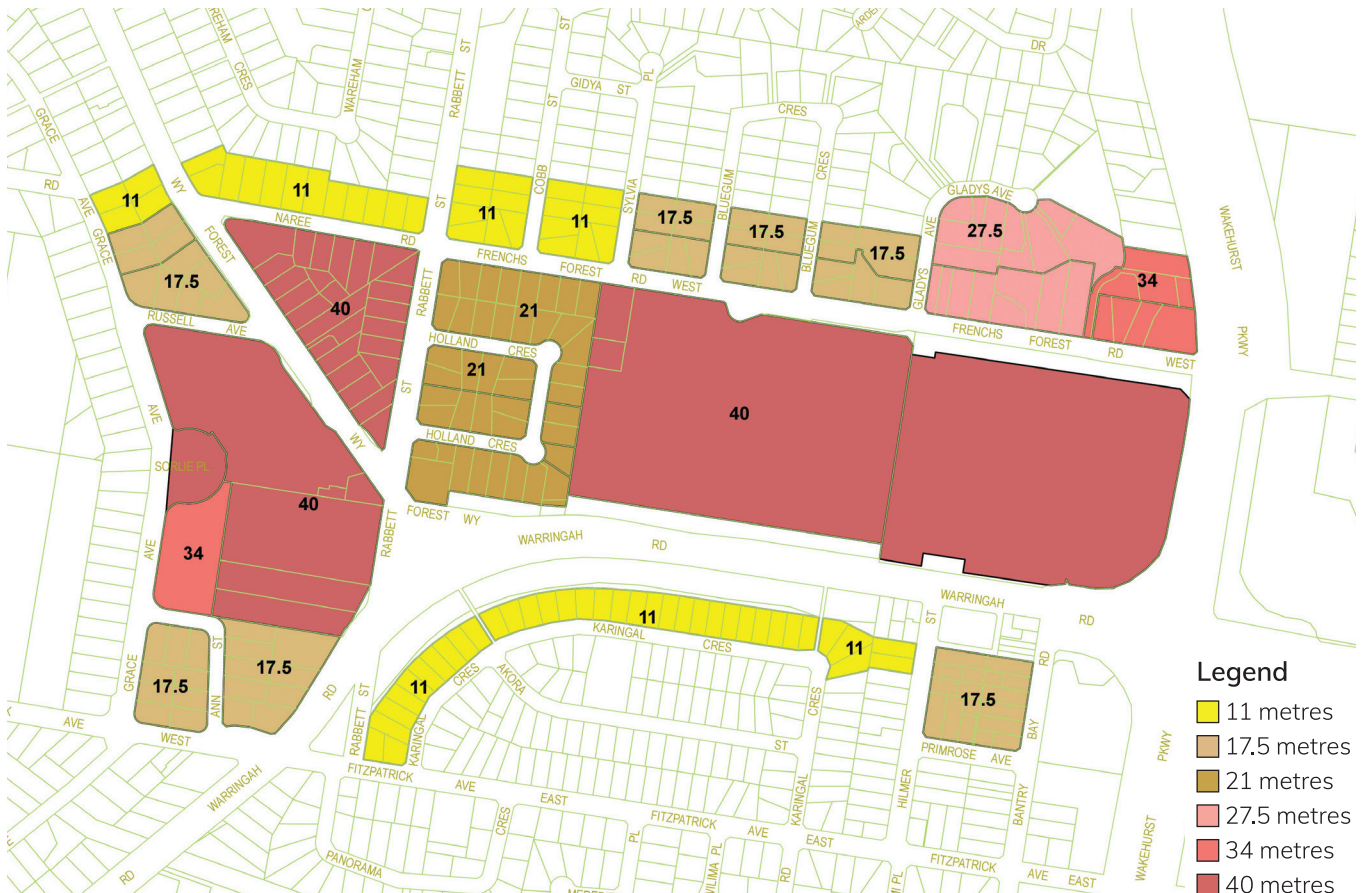 GRACE
REHAM
CRES
WAREHAM
RABBETT
ST
ST
GIDYA ST
COBB
ST
PL
CRES
DR
RD
AVE
GRACE
WY
FOREST
11
11
NAREE
RD
ST
11
COBB
11
SYLVIA
17.5
BLUEGUM
17.5
CRES
BLUEGUM
17.5
GLADYS AVE
AVE
GLADYS
27.5
34
WAKEHURST
PKWY
17.5
RUSSELL
AVE
40
RABBETT
FRENCHS
FOREST
RD
WEST
FRENCHS
FOREST
RD
WEST
21
HOLLAND
CRES
21
ST
HOLLAND CRES
40
AVE
WY
SORLIE PL
40
34
AVE
RABBETT
FOREST WY
WARRINGAH
RD
WARRINGAH
RD
ST
11
KARINGAL
CRES
11
11
CRES
AKORA
CRES
17.5
RD
BAY
PRIMROSE AVE
BANTRY
GRACE
17.5
ST
ANN
17.5
RD
ST
RABBETT
KARINGAL
AVE
WEST
WARRINGAH
RD
FITZPATRICK
AVE
EAST
FITZPATRICK
AVE
EAST
FITZPATRICK
AVE EAST
ST
KARINGAL
HILMER
CRES
PL
RD
PANORAMA
PKWY
WAKEHURST
Legend
11 metres
17.5 metres
21 metres
27.5 metres
34 metres
40 metres